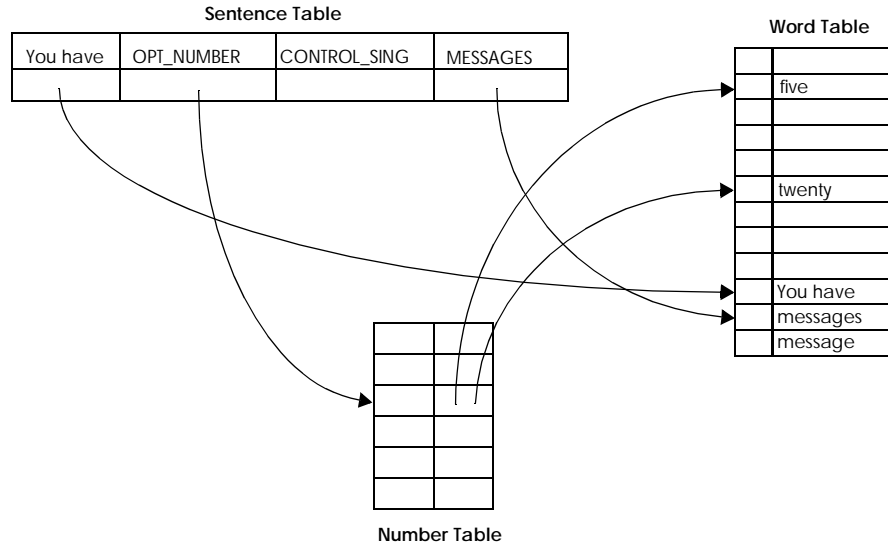 Sentence Table
Word Table
You have OPT_NUMBER CONTROL_SING MESSAGES
five
twenty
You have
messages
message
Number Table